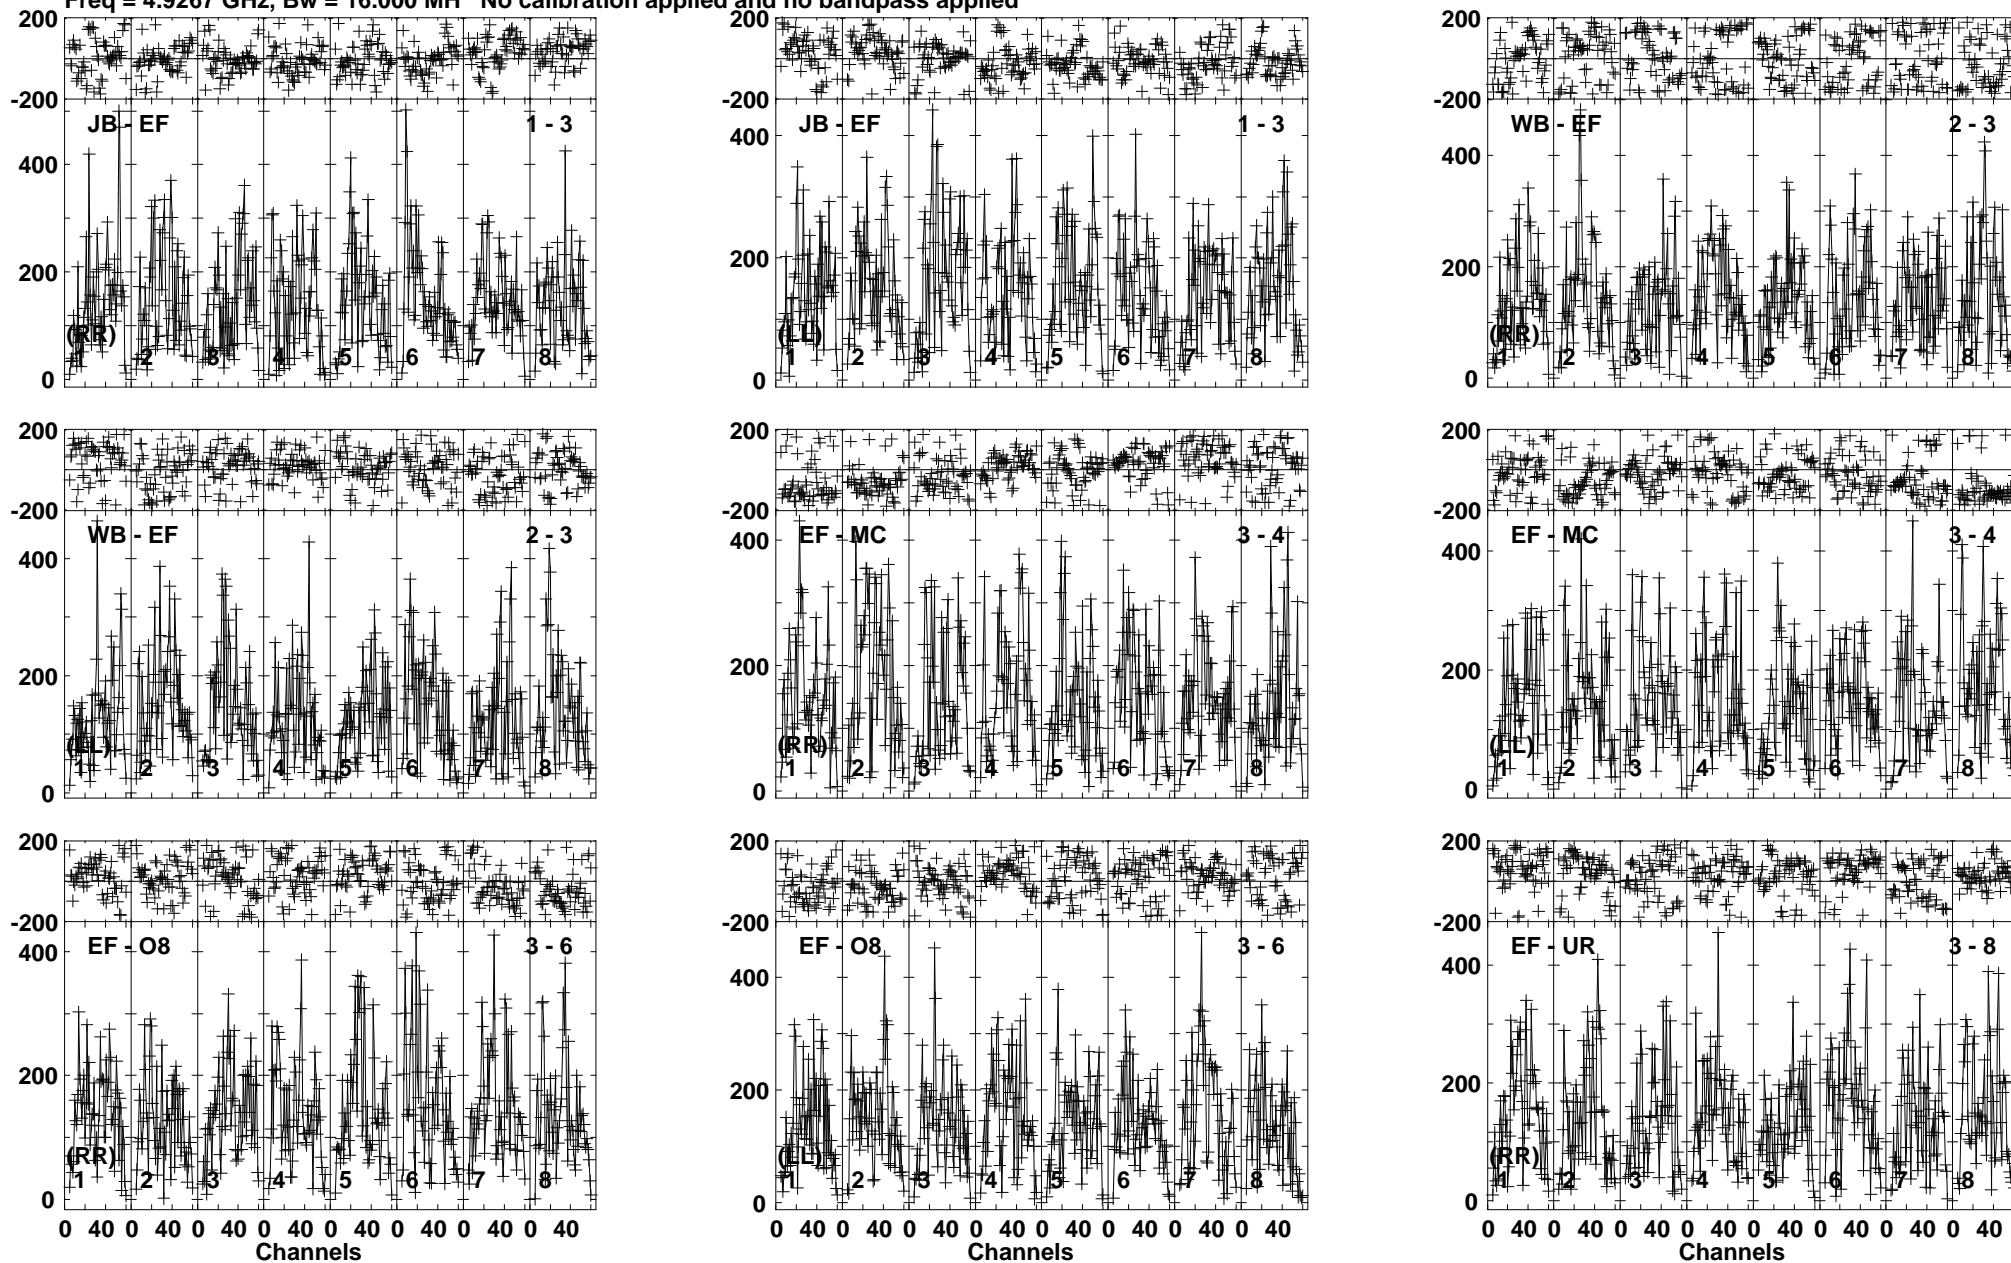 Freq = 4.9267 GHz, Bw = 16.000 MH No calibration applied and no bandpass applied
200 200 200
-200 -200 -200
JB - EF 1 - 3 JB - EF 1 - 3 WB - EF 2 - 3
400 400 400
200 200 200
(RR) (LL) (RR)
1 2 3 4 5 6 7 8 1 2 3 4 5 6 7 8 1 2 3 4 5 6 7 8
0 0 0
200 200 200
-200 -200 -200
WB - EF 2 - 3 EF - MC 3 - 4 EF - MC 3 - 4
400 400 400
200 200 200
(LL) (RR) (LL)
1 2 3 4 5 6 7 8 1 2 3 4 5 6 7 8 1 2 3 4 5 6 7 8
0 0 0
200 200 200
-200 -200 -200
EF - O8 3 - 6 EF - O8 3 - 6 EF - UR 3 - 8
400 400 400
200 200 200
(RR) (LL) (RR)
1 2 3 4 5 6 7 8 1 2 3 4 5 6 7 8 1 2 3 4 5 6 7 8
0 0 0
0 40 0 40 0 40 0 40 0 40 0 40 0 40 0 40 0 40 0 40 0 40 0 40 0 40 0 40 0 40 0 40 0 40 0 40 0 40 0 40 0 40 0 40 0 40 0 40
Channels Channels Channels